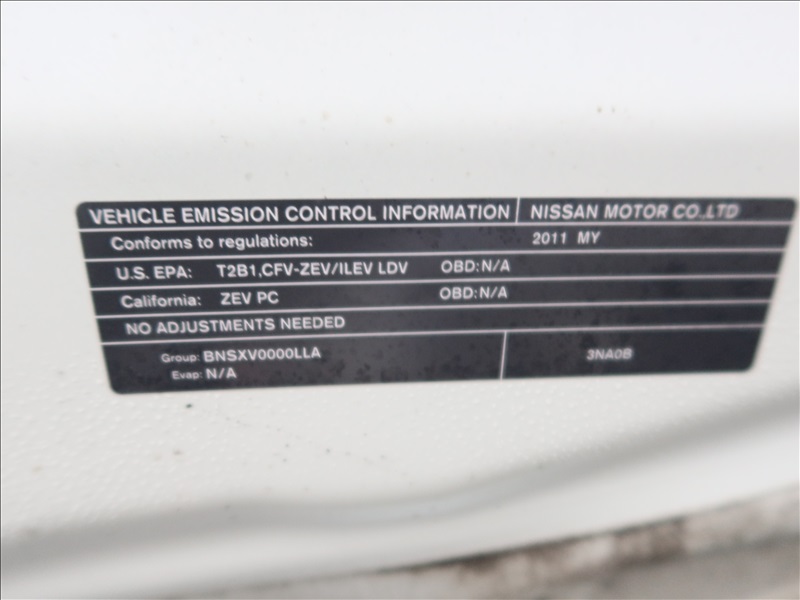 VEHICLE EMISSION CONTROL INFORMATION NISSAN MOTOR CO.,LTD
Conforms to regulations: 2011 MY
U.S. EPA: T2B1,CFV-ZEV/ILEV LDV OBD:N/A
California: ZEV PC OBD:N/A
NO ADJUSTMENTS NEEDED
Group: BNSXV0000LLA 3NA0B
Evap: N/A